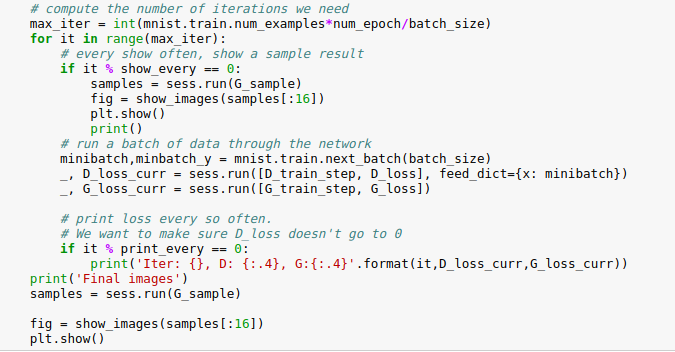 # compute the number of iterations we need
max_iter = int(mnist.train.num_examples*num_epoch/batch_size)
for it in range(max_iter):
    # every show often, show a sample result
    if it % show_every == 0:
        samples = sess.run(G_sample)
        fig = show_images(samples[:16])
        plt.show()
        print()
    # run a batch of data through the network
    minibatch,minbatch_y = mnist.train.next_batch(batch_size)
    _, D_loss_curr = sess.run([D_train_step, D_loss], feed_dict={x: minibatch})
    _, G_loss_curr = sess.run([G_train_step, G_loss])

    # print loss every so often.
    # We want to make sure D_loss doesn't go to 0
    if it % print_every == 0:
        print('Iter: {}, D: {:.4}, G:{:.4}'.format(it,D_loss_curr,G_loss_curr))
print('Final images')
samples = sess.run(G_sample)

fig = show_images(samples[:16])
plt.show()